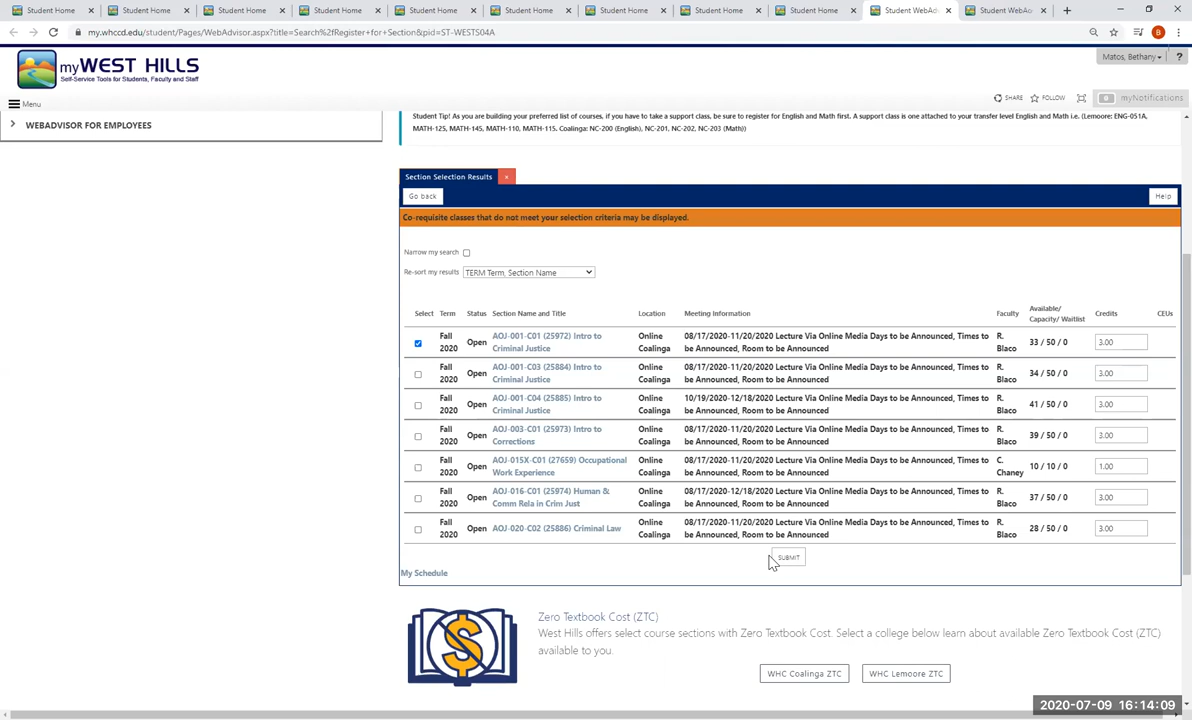 Student Home × Student Home × Student Home × Student Home × Student Home × Student Home × Student Home × Student Home × Student Home × Student WebAdv × Student WebAdv × +
my.whccd.edu/student/Pages/WebAdvisor.aspx?title=Search%2fRegister+for+Section&pid=ST-WESTS04A B
myWEST HILLS
Self-Service Tools for Students, Faculty and Staff
Matos, Bethany ?
Menu
SHARE FOLLOW 0 myNotifications
WEBADVISOR FOR EMPLOYEES
Student Tip! As you are building your preferred list of courses, if you have to take a support class, be sure to register for English and Math first. A support class is one attached to your transfer level English and Math i.e. (Lemoore: ENG-051A,
MATH-125, MATH-145, MATH-110, MATH-115. Coalinga: NC-200 (English), NC-201, NC-202, NC-203 (Math))
Section Selection Results ×
Go back Help
Co-requisite classes that do not meet your selection criteria may be displayed.
Narrow my search
Re-sort my results TERM Term, Section Name
Select Term Status Section Name and Title Location Meeting Information Faculty Available/ Capacity/ Waitlist Credits CEUs
Fall 2020 Open AOJ-001-C01 (25972) Intro to Criminal Justice Online Coalinga 08/17/2020-11/20/2020 Lecture Via Online Media Days to be Announced, Times to be Announced, Room to be Announced R. Blaco 33 / 50 / 0 3.00
Fall 2020 Open AOJ-001-C03 (25884) Intro to Criminal Justice Online Coalinga 08/17/2020-11/20/2020 Lecture Via Online Media Days to be Announced, Times to be Announced, Room to be Announced R. Blaco 34 / 50 / 0 3.00
Fall 2020 Open AOJ-001-C04 (25885) Intro to Criminal Justice Online Coalinga 10/19/2020-12/18/2020 Lecture Via Online Media Days to be Announced, Times to be Announced, Room to be Announced R. Blaco 41 / 50 / 0 3.00
Fall 2020 Open AOJ-003-C01 (25973) Intro to Corrections Online Coalinga 08/17/2020-11/20/2020 Lecture Via Online Media Days to be Announced, Times to be Announced, Room to be Announced R. Blaco 39 / 50 / 0 3.00
Fall 2020 Open AOJ-015X-C01 (27659) Occupational Work Experience Online Coalinga 08/17/2020-11/20/2020 Lecture Via Online Media Days to be Announced, Times to be Announced, Room to be Announced C. Chaney 10 / 10 / 0 1.00
Fall 2020 Open AOJ-016-C01 (25974) Human & Comm Rela in Crim Just Online Coalinga 08/17/2020-12/18/2020 Lecture Via Online Media Days to be Announced, Times to be Announced, Room to be Announced R. Blaco 37 / 50 / 0 3.00
Fall 2020 Open AOJ-020-C02 (25886) Criminal Law Online Coalinga 08/17/2020-11/20/2020 Lecture Via Online Media Days to be Announced, Times to be Announced, Room to be Announced R. Blaco 28 / 50 / 0 3.00
SUBMIT
My Schedule
Zero Textbook Cost (ZTC)
West Hills offers select course sections with Zero Textbook Cost. Select a college below learn about available Zero Textbook Cost (ZTC)
available to you.
WHC Coalinga ZTC WHC Lemoore ZTC
2020-07-09 16:14:09